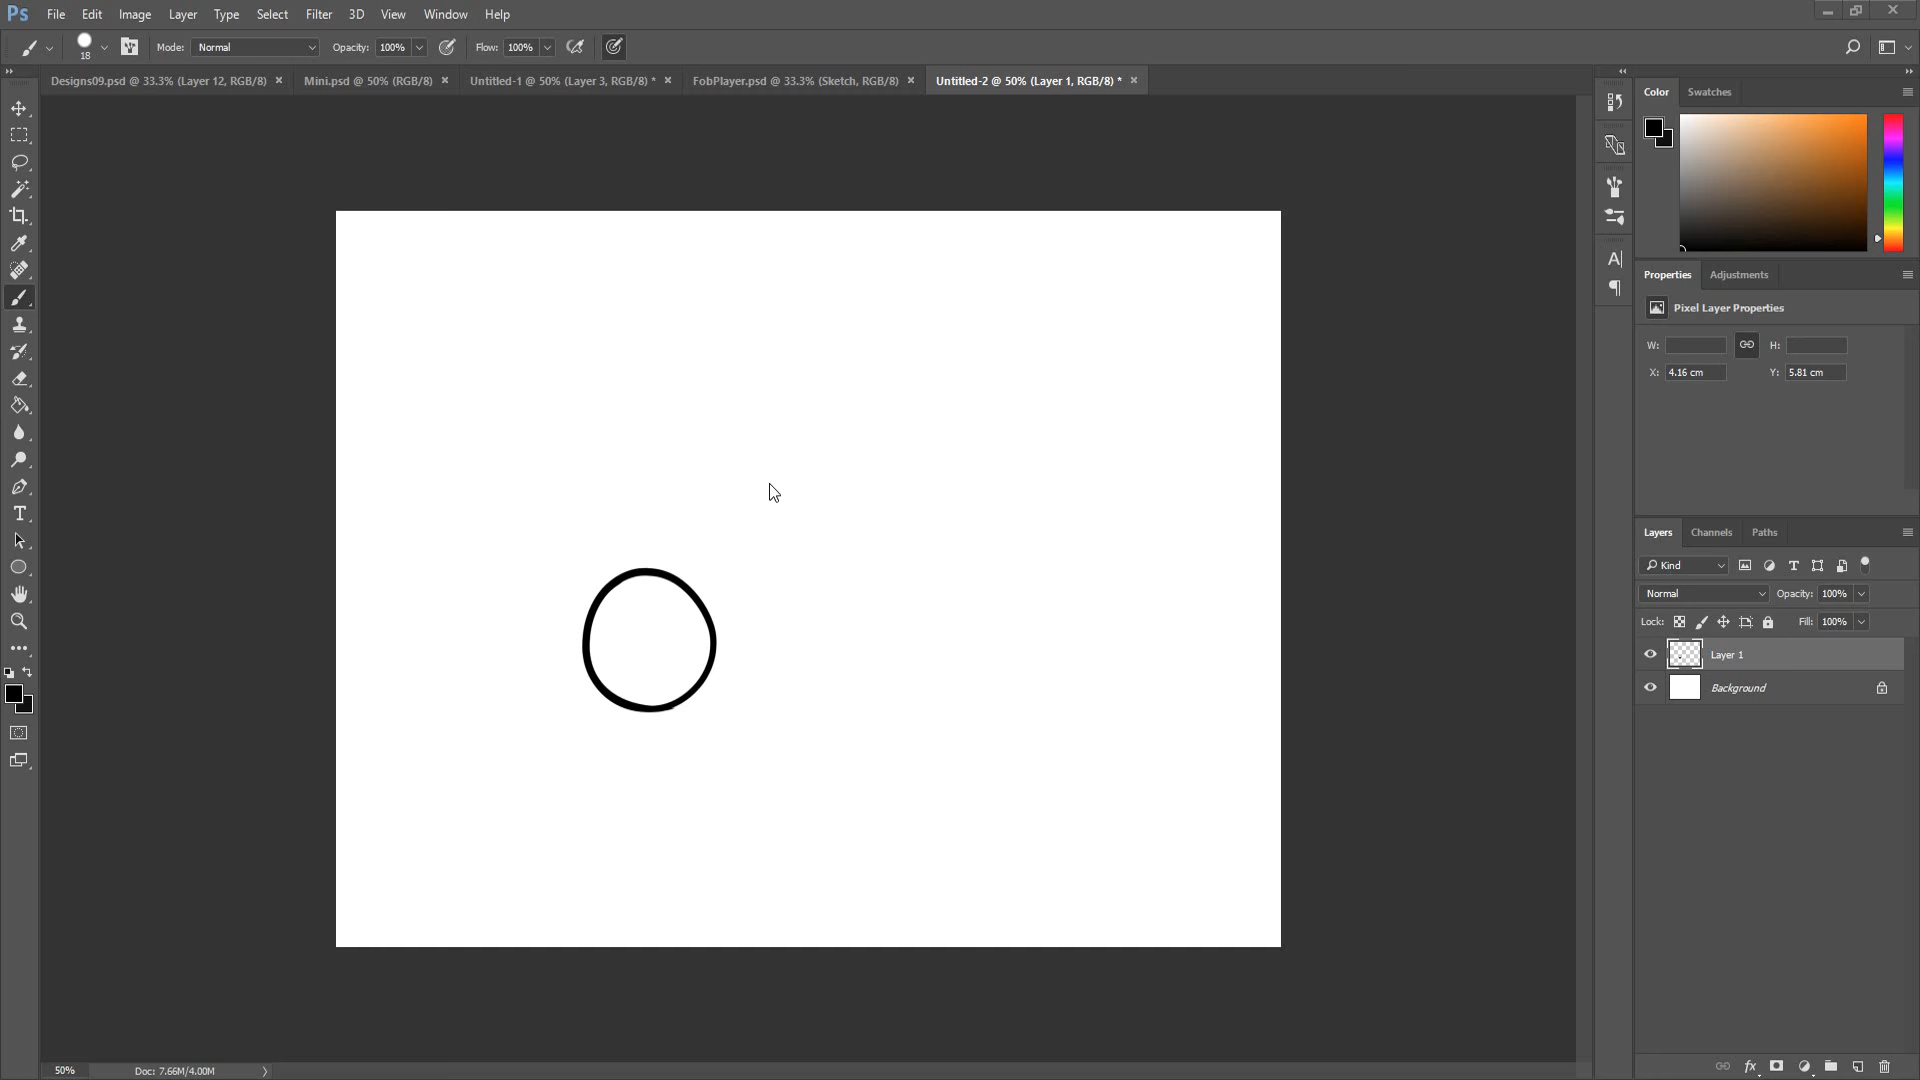 Ps File Edit Image Layer Type Select Filter 3D View Window Help
18 Mode: Normal Opacity: 100% Flow: 100%
Designs09.psd @ 33.3% (Layer 12, RGB/8) × Mini.psd @ 50% (RGB/8) × Untitled-1 @ 50% (Layer 3, RGB/8) * × FobPlayer.psd @ 33.3% (Sketch, RGB/8) × Untitled-2 @ 50% (Layer 1, RGB/8) * ×
Color Swatches
Properties Adjustments
Pixel Layer Properties
W: H:
X: 4.16 cm Y: 5.81 cm
Layers Channels Paths
Kind
Normal Opacity: 100%
Lock: Fill: 100%
Layer 1
Background
50% Doc: 7.66M/4.00M